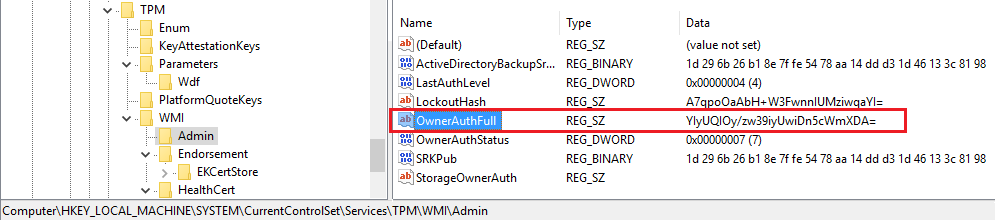 TPM
Enum
KeyAttestationKeys
Parameters
Wdf
PlatformQuoteKeys
WMI
Admin
Endorsement
EKCertStore
HealthCert
Name Type Data
(Default) REG_SZ (value not set)
ActiveDirectoryBackupSr... REG_BINARY 1d 29 6b 26 b1 8e 7f fe 54 78 aa 14 dd d3 1d 46 13 3c 81 98
LastAuthLevel REG_DWORD 0x00000004 (4)
LockoutHash REG_SZ A7qpoOaAbH+W3FwnnIUMziwqaYI=
OwnerAuthFull REG_SZ YIyUQIOy/zw39iyUwiDn5cWmXDA=
OwnerAuthStatus REG_DWORD 0x00000007 (7)
SRKPub REG_BINARY 1d 29 6b 26 b1 8e 7f fe 54 78 aa 14 dd d3 1d 46 13 3c 81 98
StorageOwnerAuth REG_SZ
Computer\HKEY_LOCAL_MACHINE\SYSTEM\CurrentControlSet\Services\TPM\WMI\Admin